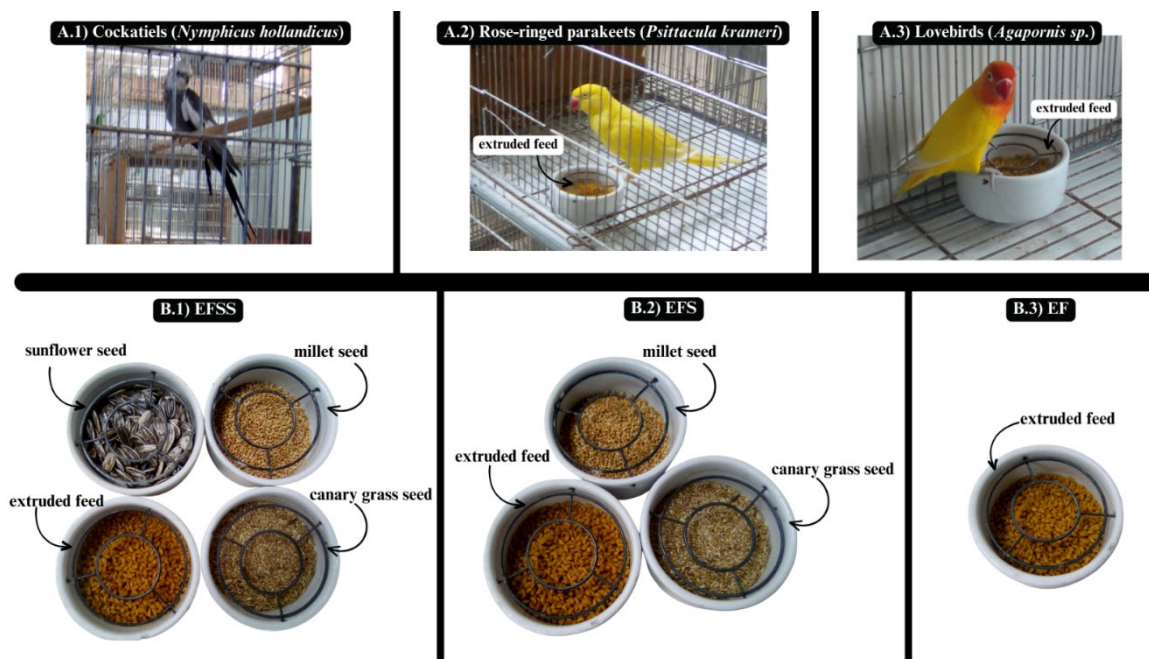 A.1) Cockatiels (Nymphicus hollandicus)
A.2) Rose-ringed parakeets (Psittacula krameri)
A.3) Lovebirds (Agapornis sp.)
extruded feed
extruded feed
B.1) EFSS
sunflower seed
millet seed
extruded feed
canary grass seed
B.2) EFS
millet seed
extruded feed
canary grass seed
B.3) EF
extruded feed